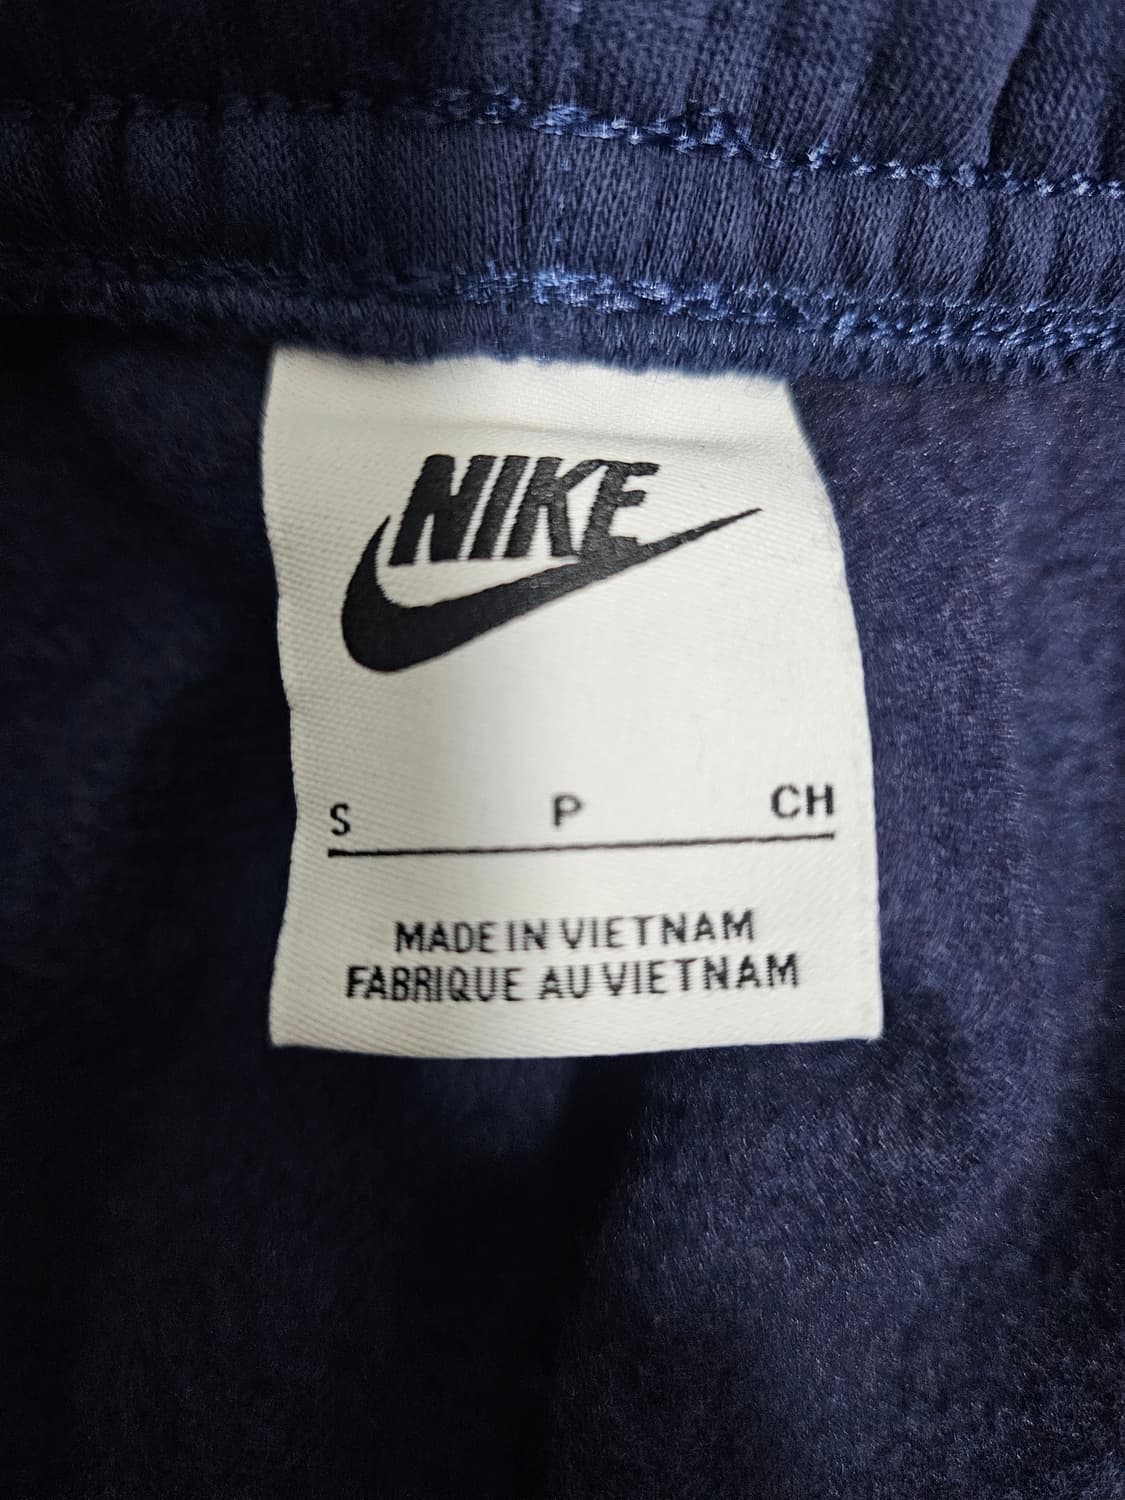 NIKE
S P CH
MADE IN VIETNAM
FABRIQUE AU VIETNAM